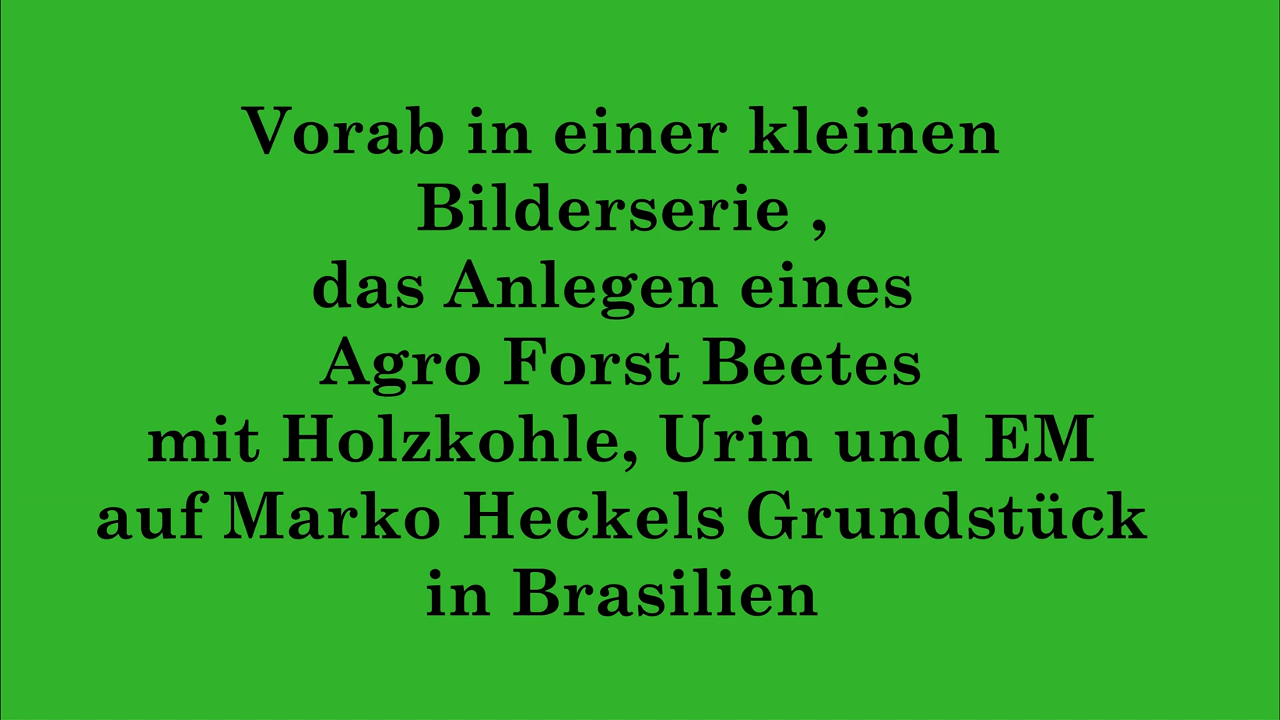 Vorab in einer kleinen
Bilderserie ,
das Anlegen eines
Agro Forst Beetes
mit Holzkohle, Urin und EM
auf Marko Heckels Grundstück
in Brasilien